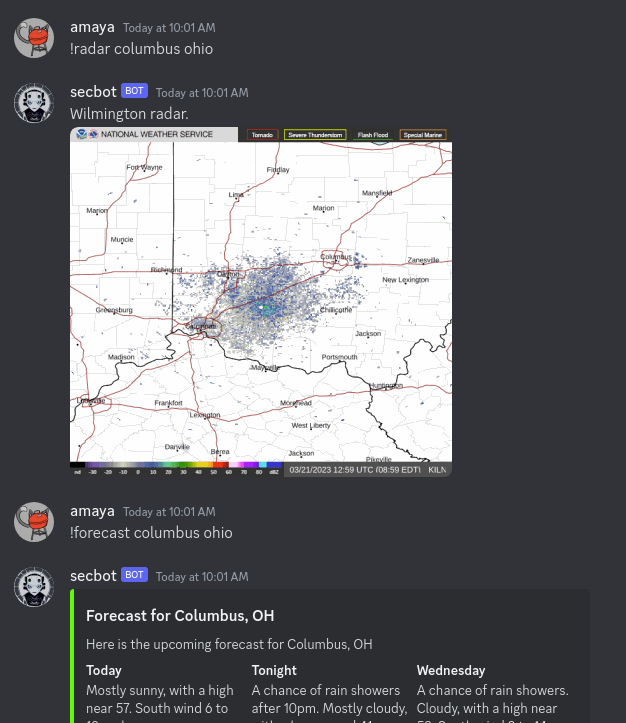 amaya Today at 10:01 AM
!radar columbus ohio
secbot BOT Today at 10:01 AM
Wilmington radar.
NATIONAL WEATHER SERVICE Tornado Severe Thunderstorm Flash Flood Special Marine
Fort Wayne
Findlay
Lima
Mansfield
Marion
Marion
Muncie
Columbus
Zanesville
Richmond
Dayton
New Lexington
Greensburg
Chillicothe
Cincinnati
Jackson
Madison
Portsmouth
Maysville
Huntington
Louisville
Frankfort
Morehead
Lexington
West Liberty
Danville
Berea
Jackson
Pikeville
nd -30 -20 -10 0 10 20 30 40 50 60 70 80 dBZ
03/21/2023 12:59 UTC (08:59 EDT) KILN
amaya Today at 10:01 AM
!forecast columbus ohio
secbot BOT Today at 10:01 AM
Forecast for Columbus, OH
Here is the upcoming forecast for Columbus, OH
Today Tonight Wednesday
Mostly sunny, with a high A chance of rain showers A chance of rain showers.
near 57. South wind 6 to after 10pm. Mostly cloudy, Cloudy, with a high near